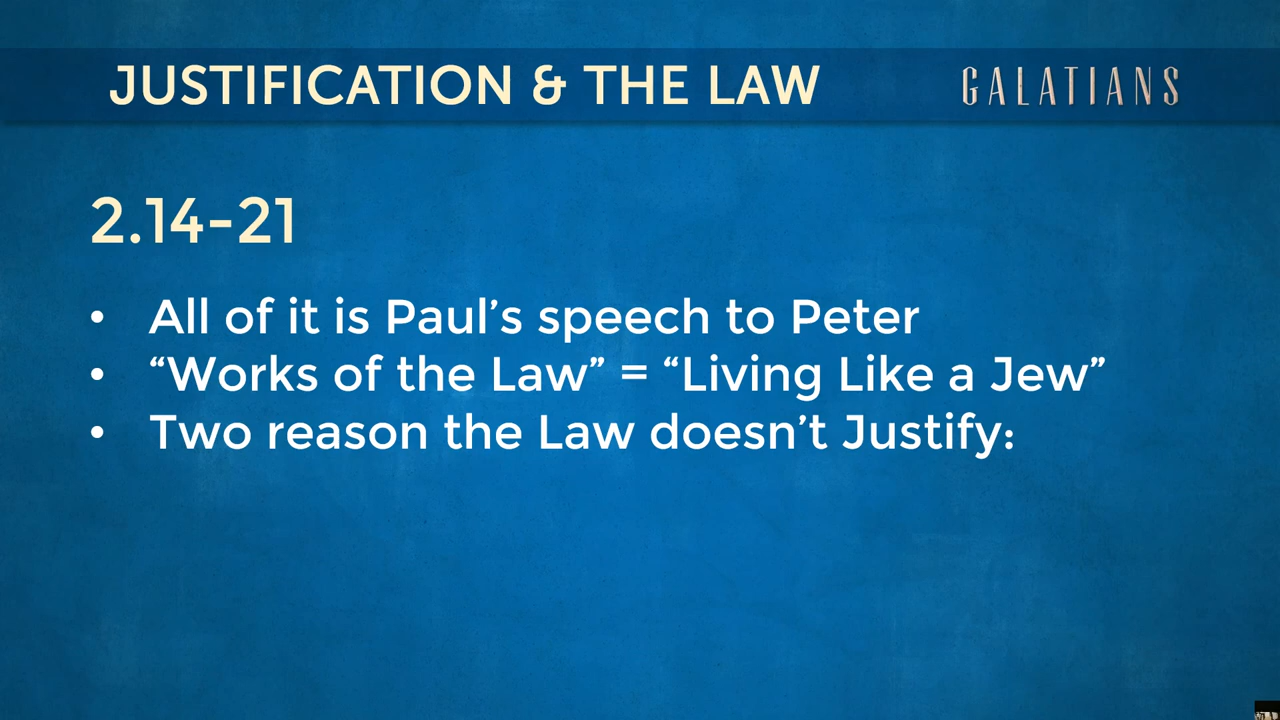 JUSTIFICATION & THE LAW
GALATIANS
2.14-21
• All of it is Paul’s speech to Peter
• “Works of the Law” = “Living Like a Jew”
• Two reason the Law doesn’t Justify: